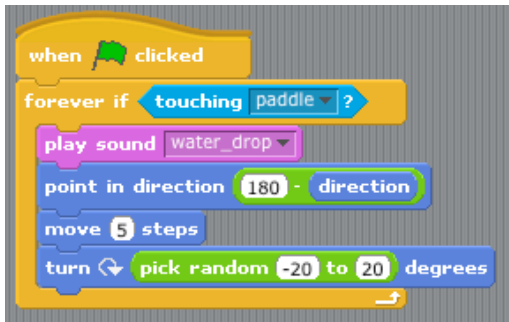 when clicked
forever if touching paddle ?
play sound water_drop
point in direction 180 - direction
move 5 steps
turn pick random -20 to 20 degrees